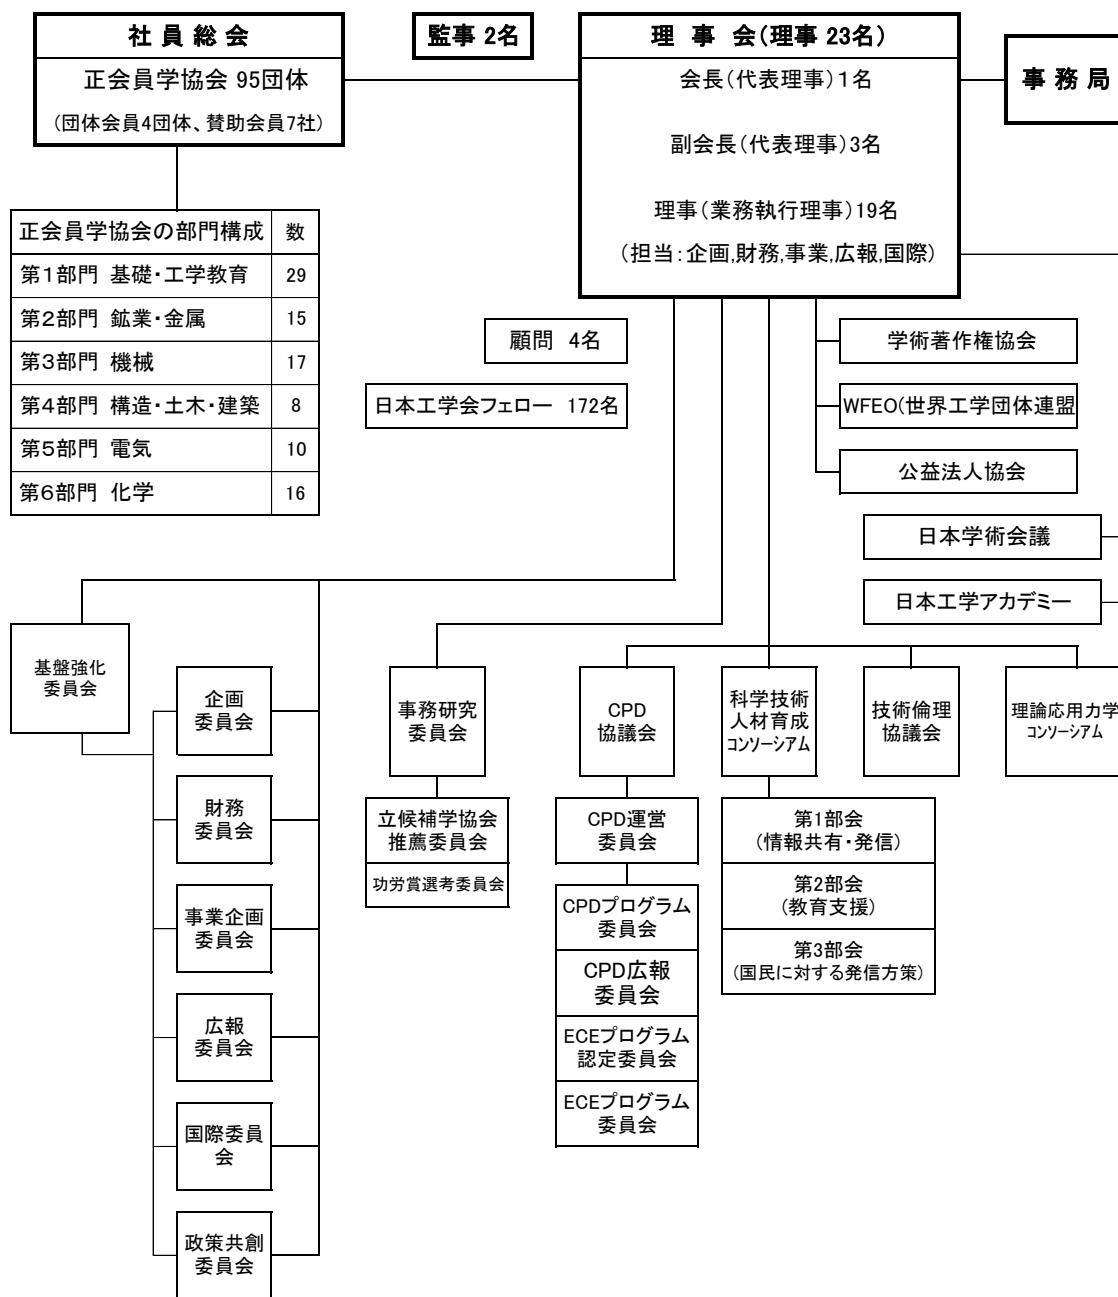 社 員 総 会
正会員学協会 95団体
(団体会員4団体、賛助会員7社)
監事 2名
理 事 会(理事 23名)
会長(代表理事)1名
副会長(代表理事)3名
理事(業務執行理事)19名
(担当:企画,財務,事業,広報,国際)
事 務 局
正会員学協会の部門構成 数
第1部門 基礎・工学教育 29
第2部門 鉱業・金属 15
第3部門 機械 17
第4部門 構造・土木・建築 8
第5部門 電気 10
第6部門 化学 16
顧問 4名
日本工学会フェロー 172名
学術著作権協会
WFEO(世界工学団体連盟
公益法人協会
日本学術会議
日本工学アカデミー
基盤強化
委員会
企画
委員会
財務
委員会
事業企画
委員会
広報
委員会
国際委員
会
政策共創
委員会
事務研究
委員会
立候補学協会
推薦委員会
功労賞選考委員会
CPD
協議会
CPD運営
委員会
CPDプログラム
委員会
CPD広報
委員会
ECEプログラム
認定委員会
ECEプログラム
委員会
科学技術
人材育成
コンソーシアム
第1部会
(情報共有・発信)
第2部会
(教育支援)
第3部会
(国民に対する発信方策)
技術倫理
協議会
理論応用力学
コンソーシアム